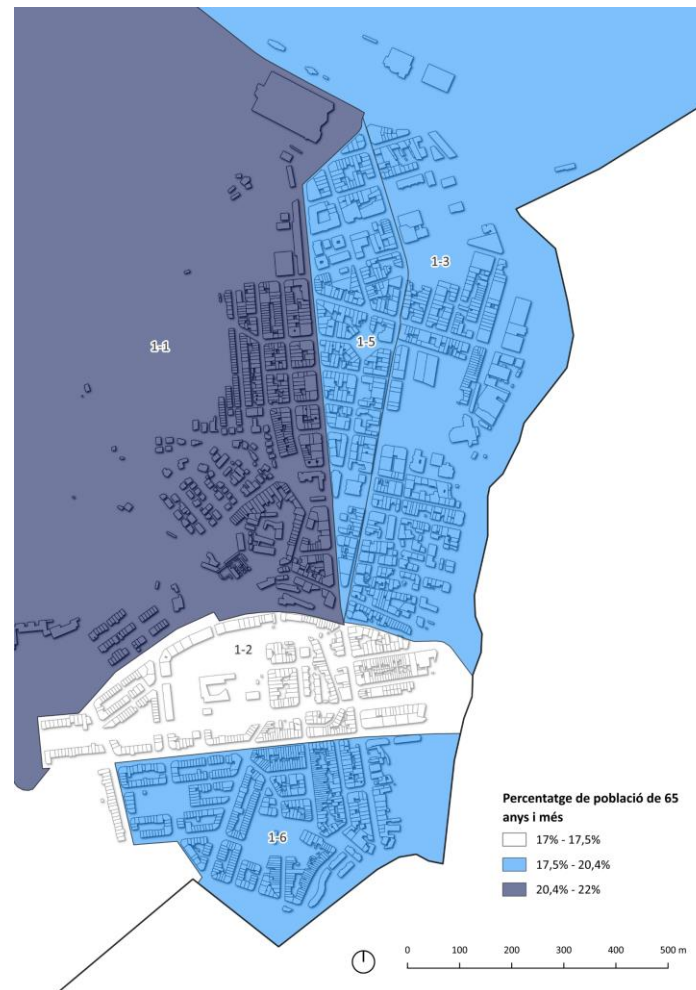 1-3
1-5
1-1
1-2
1-6
Percentatge de població de 65
anys i més
17% - 17,5%
17,5% - 20,4%
20,4% - 22%
0 100 200 300 400 500 m